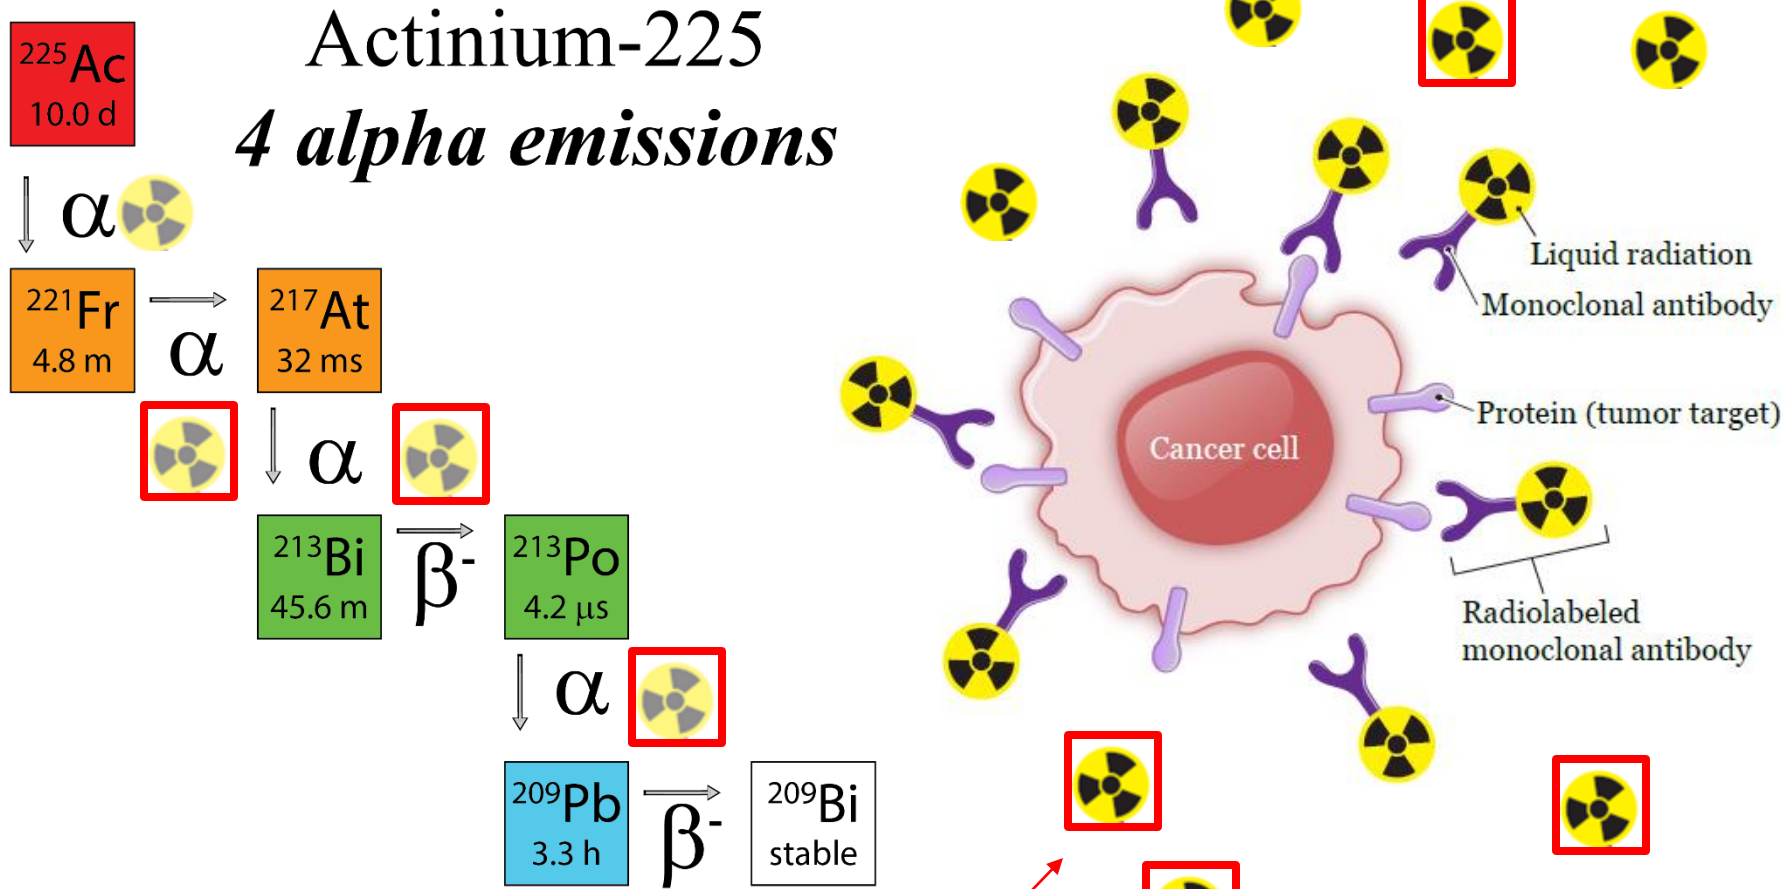 Actinium-225
4 alpha emissions
²²⁵Ac
10.0 d
α
²²¹Fr
4.8 m
α
²¹⁷At
32 ms
α
²¹³Bi
45.6 m
β⁻
²¹³Po
4.2 µs
α
²⁰⁹Pb
3.3 h
β⁻
²⁰⁹Bi
stable
Liquid radiation
Monoclonal antibody
Protein (tumor target)
Cancer cell
Radiolabeled
monoclonal antibody